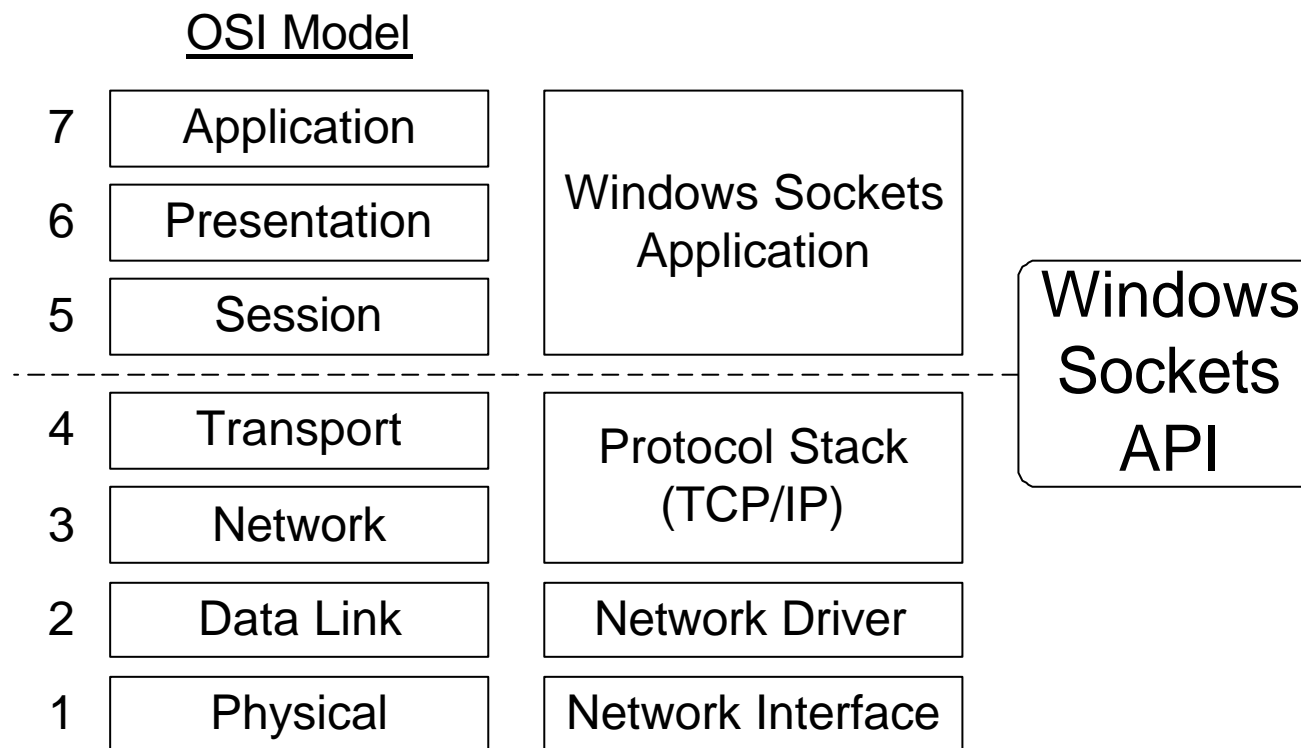 OSI Model
7 Application
6 Presentation
5 Session
Windows Sockets
Application
4 Transport
3 Network
Protocol Stack
(TCP/IP)
2 Data Link
Network Driver
1 Physical
Network Interface
Windows
Sockets
API